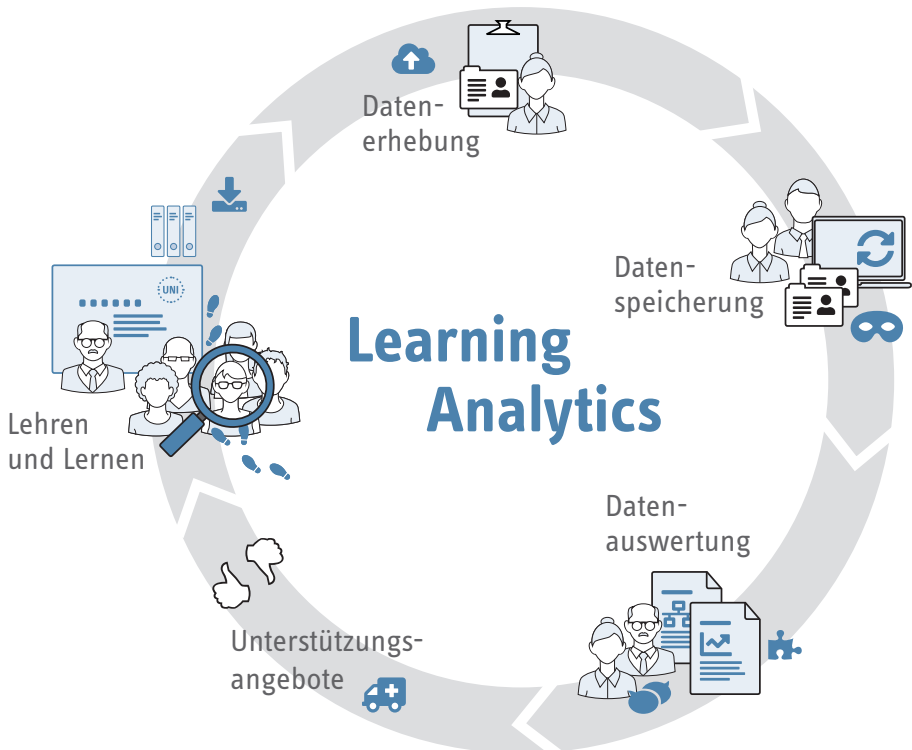 Learning
Analytics
Daten-
erhebung
Daten-
speicherung
Daten-
auswertung
Unterstützungs-
angebote
Lehren
und Lernen
UNI